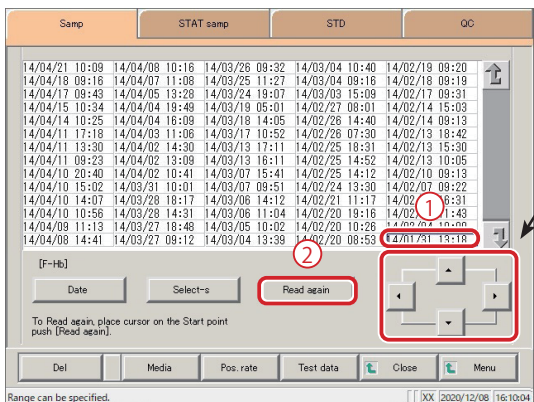 Samp STAT samp STD QC
14/04/21 10:09 14/04/08 10:16 14/03/26 09:32 14/03/04 10:40 14/02/19 09:20
14/04/18 09:16 14/04/07 11:08 14/03/25 11:27 14/03/04 09:16 14/02/18 09:19
14/04/17 09:43 14/04/05 13:28 14/03/24 19:07 14/03/03 15:09 14/02/17 09:31
14/04/15 10:34 14/04/04 19:49 14/03/19 05:01 14/02/27 08:01 14/02/14 15:03
14/04/14 10:25 14/04/04 16:09 14/03/18 14:05 14/02/26 14:40 14/02/14 09:13
14/04/11 17:18 14/04/03 11:06 14/03/17 10:52 14/02/26 07:30 14/02/13 18:42
14/04/11 13:30 14/04/02 14:30 14/03/13 17:11 14/02/25 18:31 14/02/13 15:30
14/04/11 09:23 14/04/02 13:09 14/03/13 16:11 14/02/25 14:52 14/02/13 10:05
14/04/10 20:40 14/04/02 10:41 14/03/07 15:41 14/02/25 14:12 14/02/10 09:13
14/04/10 15:02 14/03/31 10:01 14/03/07 09:51 14/02/24 13:30 14/02/07 09:22
14/04/10 14:07 14/03/28 18:17 14/03/06 14:12 14/02/21 11:17 14/02 6:31
14/04/10 10:56 14/03/28 14:31 14/03/06 11:04 14/02/20 19:16 14/02 1:43
14/04/09 11:13 14/03/27 18:48 14/03/05 10:02 14/02/20 10:26
14/04/08 14:41 14/03/27 09:12 14/03/04 13:39 14/02/20 08:53 14/01/31 13:18
1
2
[F-Hb]
Date Select-s Read again
To Read again, place cursor on the Start point
push [Read again].
Del Media Pos. rate Test data Close Menu
Range can be specified. XX 2020/12/08 16:10:04